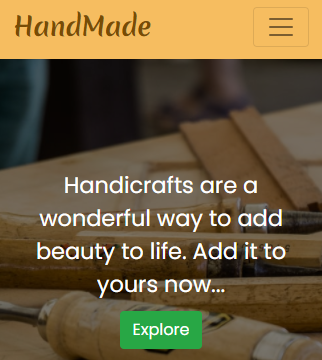 HandMade
Handicrafts are a
wonderful way to add
beauty to life. Add it to
yours now...
Explore